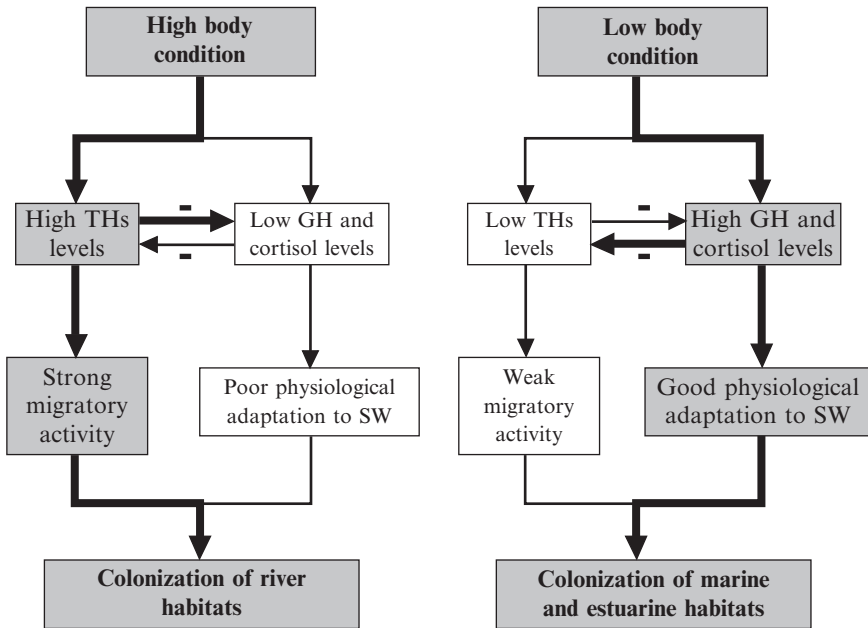 High body
condition
High THs
levels
-
-
Low GH and
cortisol levels
Strong
migratory
activity
Poor physiological
adaptation to SW
Colonization of river
habitats
Low body
condition
Low THs
levels
-
-
High GH and
cortisol levels
Weak
migratory
activity
Good physiological
adaptation to SW
Colonization of marine
and estuarine habitats